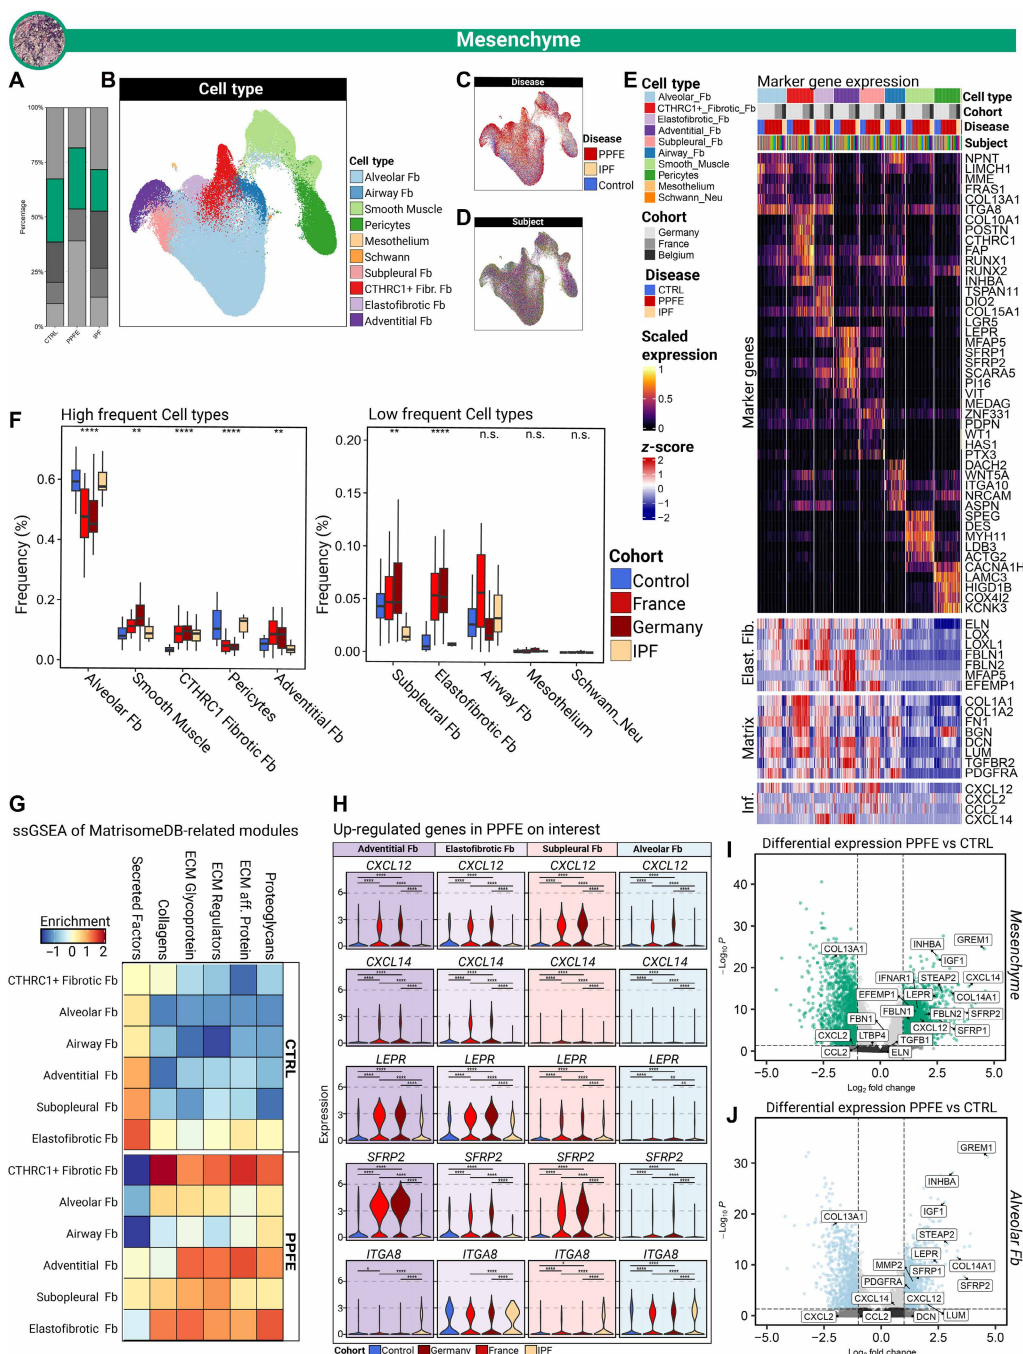 Mesenchyme
A
100%
75%
50%
25%
0%
Percentage
CTRL
PPFE
IPF
B
Cell type
Cell type
Alveolar Fb
Airway Fb
Smooth Muscle
Pericytes
Mesothelium
Schwann
Subpleural Fb
CTHRC1+ Fibr. Fb
Elastofibrotic Fb
Adventitial Fb
C
Disease
Disease
PPFE
IPF
Control
D
Subject
E
Cell type
Alveolar_Fb
CTHRC1+_Fibrotic_Fb
Elastofibrotic_Fb
Adventitial_Fb
Subpleural_Fb
Airway_Fb
Smooth_Muscle
Pericytes
Mesothelium
Schwann_Neu
Cohort
Germany
France
Belgium
Disease
CTRL
PPFE
IPF
Scaled
expression
1
0.5
0
z-score
2
1
0
−1
−2
Marker gene expression
Cell type
Cohort
Disease
Subject
Marker genes
NPNT
LIMCH1
MME
FRAS1
COL13A1
ITGA8
COL10A1
POSTN
CTHRC1
FAP
RUNX1
RUNX2
INHBA
TSPAN11
DIO2
COL15A1
LGR5
LEPR
MFAP5
SFRP1
SFRP2
SCARA5
PI16
VIT
MEDAG
ZNF331
PDPN
WT1
HAS1
PTX3
DACH2
WNT5A
ITGA10
NRCAM
ASPN
SPEG
DES
MYH11
LDB3
ACTG2
CACNA1H
LAMC3
HIGD1B
COX4I2
KCNK3
Elast. Fib.
ELN
LOX
LOXL1
FBLN1
FBLN2
MFAP5
EFEMP1
Matrix
COL1A1
COL1A2
FN1
BGN
DCN
LUM
TGFBR2
PDGFRA
Inf.
CXCL12
CXCL2
CCL2
CXCL14
F
High frequent Cell types
**** ** **** **** **
Frequency (%)
0.6
0.4
0.2
0.0
Alveolar Fb
Smooth Muscle
CTHRC1 Fibrotic Fb
Pericytes
Adventitial Fb
Low frequent Cell types
** **** n.s. n.s. n.s.
Frequency (%)
0.20
0.15
0.10
0.05
0.00
Subpleural Fb
Elastofibrotic Fb
Airway Fb
Mesothelium
Schwann_Neu
Cohort
Control
France
Germany
IPF
G
ssGSEA of MatrisomeDB-related modules
Enrichment
−1 0 1 2
Secreted Factors
Collagens
ECM Glycoprotein
ECM Regulators
ECM aff. Protein
Proteoglycans
CTHRC1+ Fibrotic Fb
Alveolar Fb
Airway Fb
Adventitial Fb
Subopleural Fb
Elastofibrotic Fb
CTRL
CTHRC1+ Fibrotic Fb
Alveolar Fb
Airway Fb
Adventitial Fb
Subopleural Fb
Elastofibrotic Fb
PPFE
H
Up-regulated genes in PPFE on interest
Adventitial Fb Elastofibrotic Fb Subpleural Fb Alveolar Fb
CXCL12 CXCL12 CXCL12 CXCL12
6
3
0
CXCL14 CXCL14 CXCL14 CXCL14
6
3
0
LEPR LEPR LEPR LEPR
6
3
0
SFRP2 SFRP2 SFRP2 SFRP2
6
3
0
ITGA8 ITGA8 ITGA8 ITGA8
6
3
0
Expression
Cohort Control Germany France IPF
I
Differential expression PPFE vs CTRL
−Log10 P
40
30
20
10
0
COL13A1
INHBA
GREM1
IGF1
IFNAR1
STEAP2
CXCL14
EFEMP1
LEPR
COL14A1
FBN1
FBLN1
FBLN2
SFRP2
CXCL12
SFRP1
CXCL2
LTBP4
TGFB1
CCL2
ELN
−5.0 −2.5 0.0 2.5 5.0
Log2 fold change
Mesenchyme
J
Differential expression PPFE vs CTRL
−Log10 P
30
20
10
0
GREM1
INHBA
COL13A1
IGF1
STEAP2
LEPR
MMP2
SFRP1
COL14A1
PDGFRA
SFRP2
CXCL14
CXCL12
CXCL2
CCL2
DCN
LUM
−5.0 −2.5 0.0 2.5 5.0
Log2 fold change
Alveolar Fb